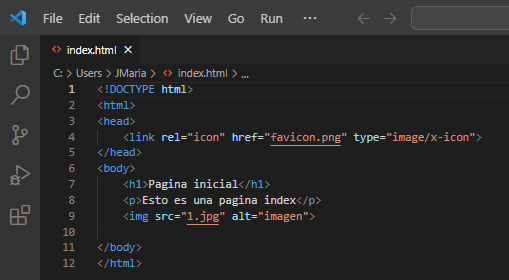 File Edit Selection View Go Run ...
index.html
C: > Users > JMaria > index.html > ...
1 <!DOCTYPE html>
2 <html>
3 <head>
4 <link rel="icon" href="favicon.png" type="image/x-icon">
5 </head>
6 <body>
7 <h1>Pagina inicial</h1>
8 <p>Esto es una pagina index</p>
9 <img src="1.jpg" alt="imagen">
10
11 </body>
12 </html>